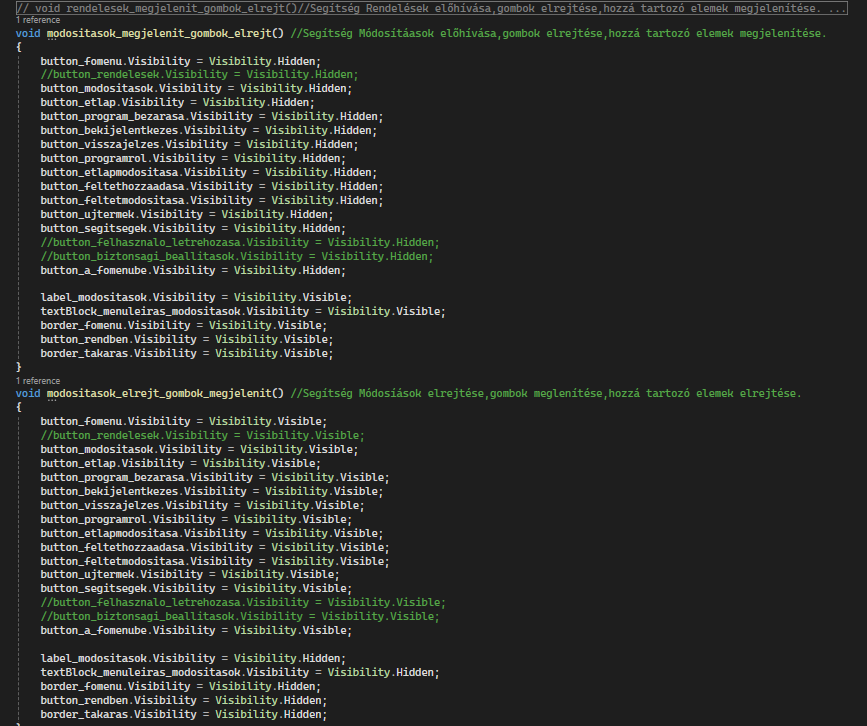 // void rendelesek_megjelenit_gombok_elrejt()//Segítség Rendelések előhívása,gombok elrejtése,hozzá tartozó elemek megjelenítése. ...
1 reference
void modositasok_megjelenit_gombok_elrejt() //Segítség Módosítáasok előhívása,gombok elrejtése,hozzá tartozó elemek megjelenítése.
{
button_fomenu.Visibility = Visibility.Hidden;
//button_rendelesek.Visibility = Visibility.Hidden;
button_modositasok.Visibility = Visibility.Hidden;
button_etlap.Visibility = Visibility.Hidden;
button_program_bezarasa.Visibility = Visibility.Hidden;
button_bekijelentkezes.Visibility = Visibility.Hidden;
button_visszajelzes.Visibility = Visibility.Hidden;
button_programrol.Visibility = Visibility.Hidden;
button_etlapmodositasa.Visibility = Visibility.Hidden;
button_feltethozzaadasa.Visibility = Visibility.Hidden;
button_feltetmodositasa.Visibility = Visibility.Hidden;
button_ujtermek.Visibility = Visibility.Hidden;
button_segitsegek.Visibility = Visibility.Hidden;
//button_felhasznalo_letrehozasa.Visibility = Visibility.Hidden;
//button_biztonsagi_beallitasok.Visibility = Visibility.Hidden;
button_a_fomenube.Visibility = Visibility.Hidden;
label_modositasok.Visibility = Visibility.Visible;
textBlock_menuleiras_modositasok.Visibility = Visibility.Visible;
border_fomenu.Visibility = Visibility.Visible;
button_rendben.Visibility = Visibility.Visible;
border_takaras.Visibility = Visibility.Visible;
}
1 reference
void modositasok_elrejt_gombok_megjelenit() //Segítség Módosíások elrejtése,gombok meglenítése,hozzá tartozó elemek elrejtése.
{
button_fomenu.Visibility = Visibility.Visible;
//button_rendelesek.Visibility = Visibility.Visible;
button_modositasok.Visibility = Visibility.Visible;
button_etlap.Visibility = Visibility.Visible;
button_program_bezarasa.Visibility = Visibility.Visible;
button_bekijelentkezes.Visibility = Visibility.Visible;
button_visszajelzes.Visibility = Visibility.Visible;
button_programrol.Visibility = Visibility.Visible;
button_etlapmodositasa.Visibility = Visibility.Visible;
button_feltethozzaadasa.Visibility = Visibility.Visible;
button_feltetmodositasa.Visibility = Visibility.Visible;
button_ujtermek.Visibility = Visibility.Visible;
button_segitsegek.Visibility = Visibility.Visible;
//button_felhasznalo_letrehozasa.Visibility = Visibility.Visible;
//button_biztonsagi_beallitasok.Visibility = Visibility.Visible;
button_a_fomenube.Visibility = Visibility.Visible;
label_modositasok.Visibility = Visibility.Hidden;
textBlock_menuleiras_modositasok.Visibility = Visibility.Hidden;
border_fomenu.Visibility = Visibility.Hidden;
button_rendben.Visibility = Visibility.Hidden;
border_takaras.Visibility = Visibility.Hidden;
}